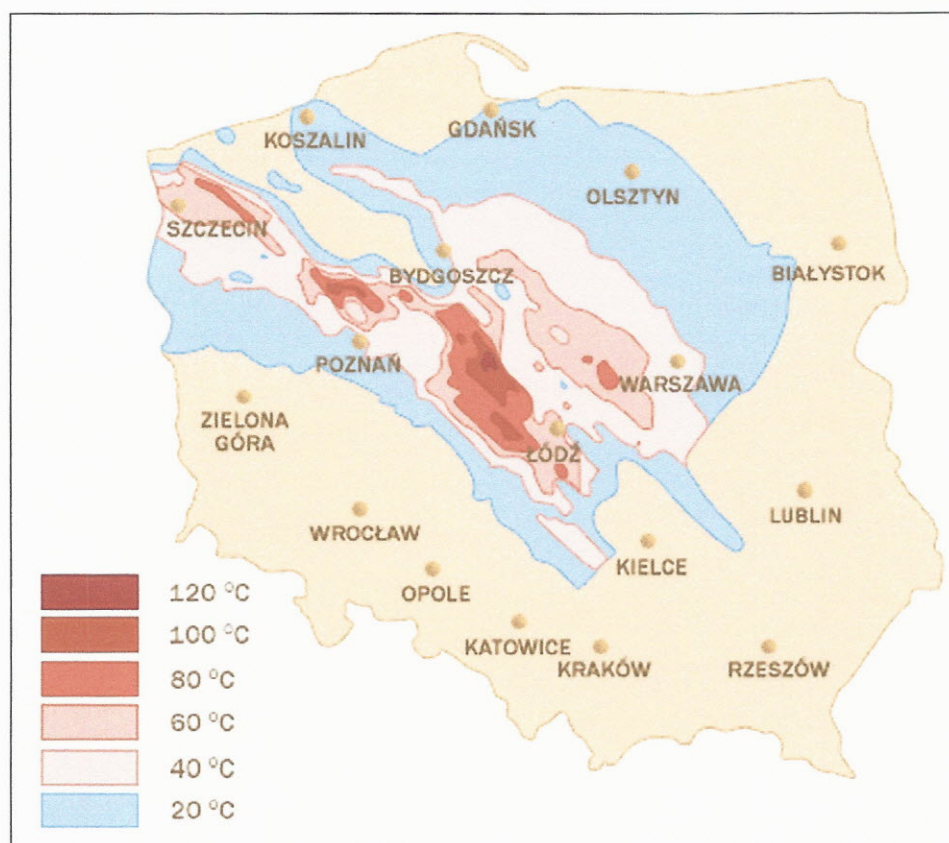 KOSZALIN
GDAŃSK
OLSZTYN
SZCZECIN
BYDGOSZCZ
BIAŁYSTOK
POZNAŃ
WARSZAWA
ZIELONA
GÓRA
ŁÓDŹ
LUBLIN
WROCŁAW
KIELCE
OPOLE
KATOWICE
KRAKÓW
RZESZÓW
120 °C
100 °C
80 °C
60 °C
40 °C
20 °C